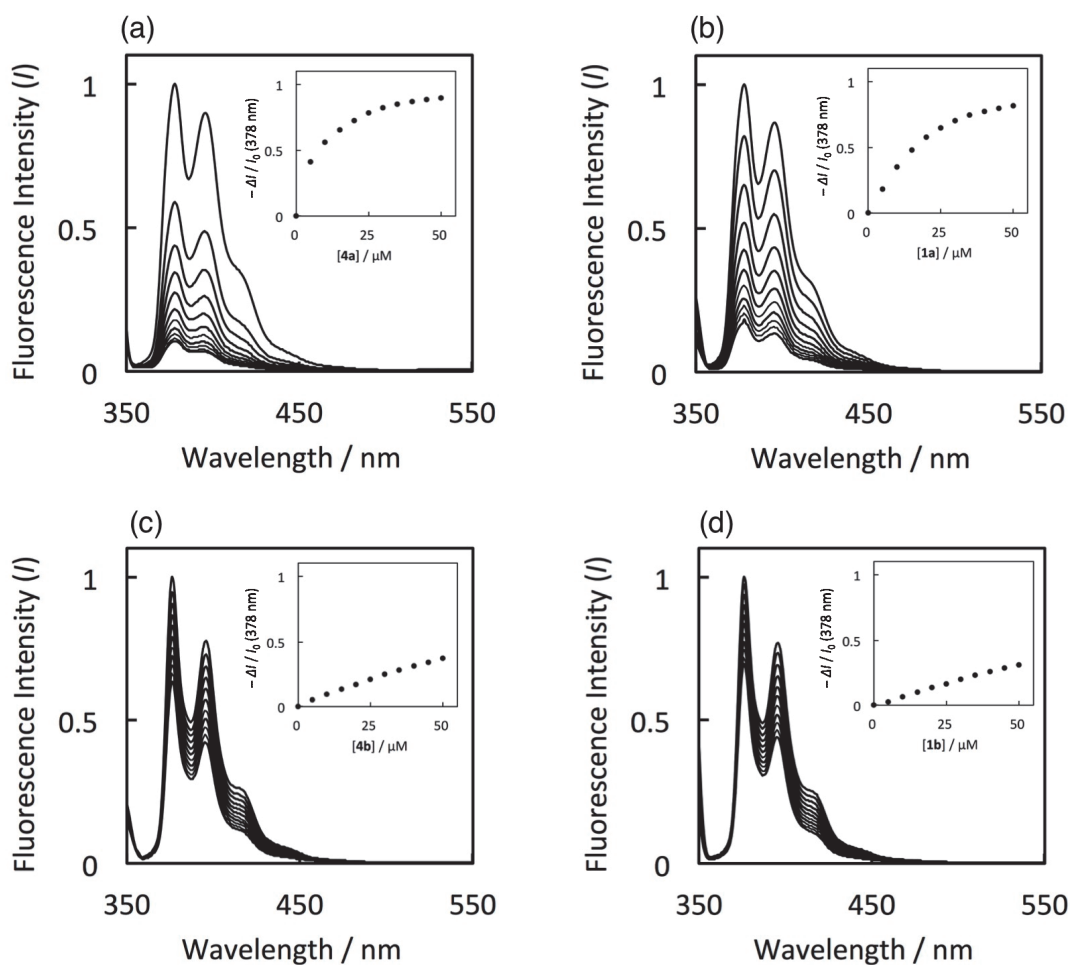 (a)
Fluorescence Intensity (I)
1
0.5
0
350
450
550
Wavelength / nm
− ΔI / I0 (378 nm)
1
0.5
0
0
25
50
[4a] / μM
(b)
Fluorescence Intensity (I)
1
0.5
0
350
450
550
Wavelength / nm
− ΔI / I0 (378 nm)
1
0.5
0
0
25
50
[1a] / μM
(c)
Fluorescence Intensity (I)
1
0.5
0
350
450
550
Wavelength / nm
− ΔI / I0 (378 nm)
1
0.5
0
0
25
50
[4b] / μM
(d)
Fluorescence Intensity (I)
1
0.5
0
350
450
550
Wavelength / nm
− ΔI / I0 (378 nm)
1
0.5
0
0
25
50
[1b] / μM